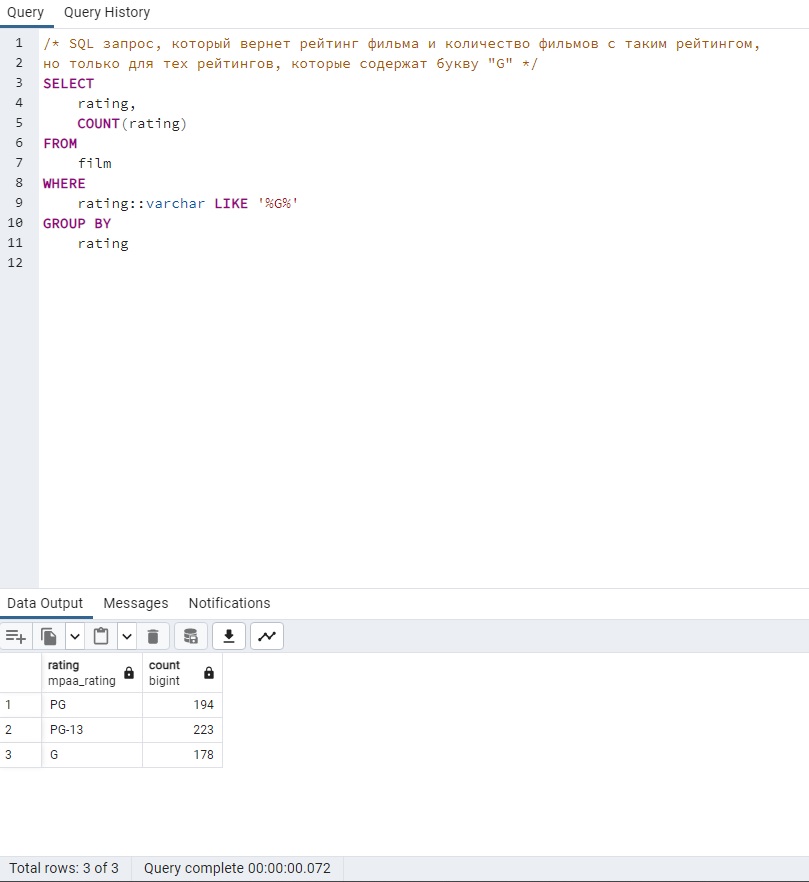 Query Query History
1 /* SQL запрос, который вернет рейтинг фильма и количество фильмов с таким рейтингом,
2 но только для тех рейтингов, которые содержат букву "G" */
3 SELECT
4 rating,
5 COUNT(rating)
6 FROM
7 film
8 WHERE
9 rating::varchar LIKE '%G%'
10 GROUP BY
11 rating
12
Data Output Messages Notifications
rating count
mpaa_rating bigint
1 PG 194
2 PG-13 223
3 G 178
Total rows: 3 of 3 Query complete 00:00:00.072